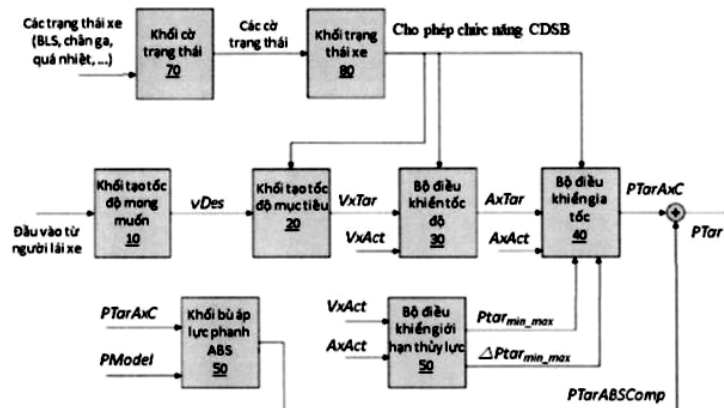 Các trạng thái xe
(BLS, chân ga,
quá nhiệt, ...)
Khối cờ
trạng thái
70
Các cờ
trạng thái
Khối trạng
thái xe
80
Cho phép chức năng CDSB
Đầu vào từ
người lái xe
Khối tạo tốc
độ mong
muốn
10
vDes
Khối tạo tốc
độ mục tiêu
20
VxTar
VxAct
Bộ điều
khiển tốc
độ
30
AxTar
AxAct
Bộ điều
khiển gia
tốc
40
PTarAxC
PTar
PTarAxC
PModel
Khối bù áp
lực phanh
ABS
50
VxAct
AxAct
Bộ điều
khiển giới
hạn thủy lực
50
Ptarmin_max
△Ptarmin_max
PTarABSComp